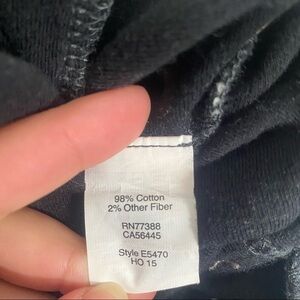 98% Cotton
2% Other Fiber
RN77388
CA56445
Style E5470
HO 15